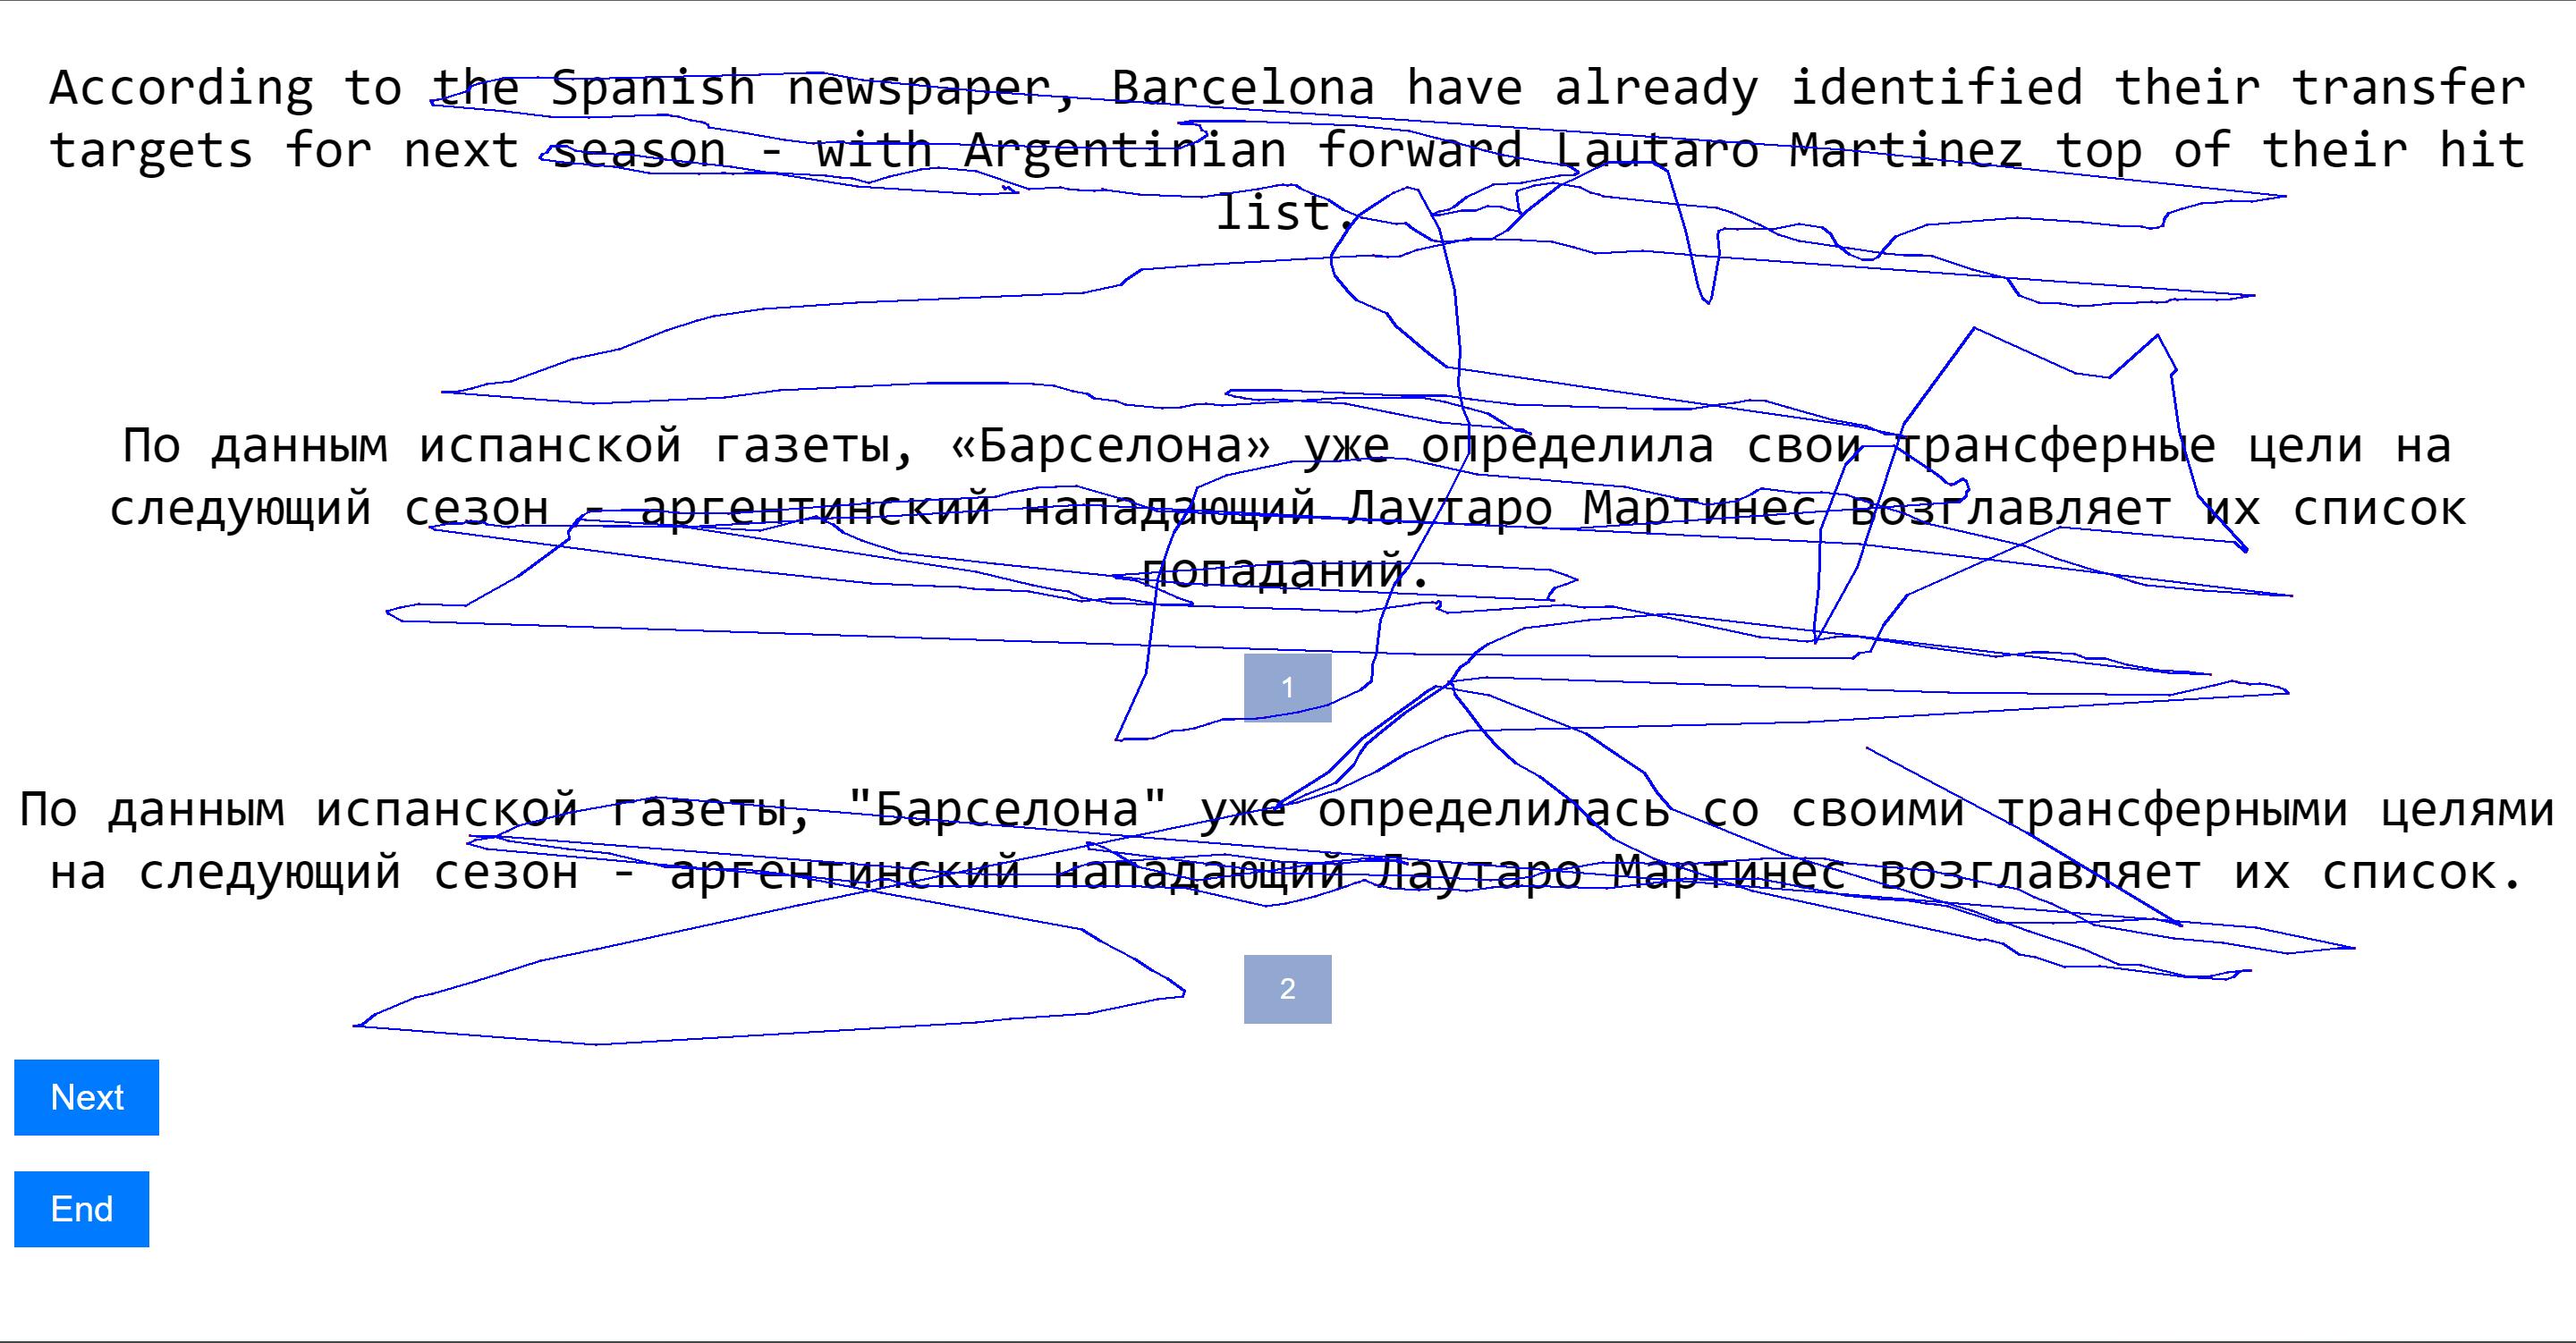 According to the Spanish newspaper, Barcelona have already identified their transfer
targets for next season - with Argentinian forward Lautaro Martinez top of their hit
list.
По данным испанской газеты, «Барселона» уже определила свои трансферные цели на
следующий сезон - аргентинский нападающий Лаутаро Мартинес возглавляет их список
попаданий.
1
По данным испанской газеты, "Барселона" уже определилась со своими трансферными целями
на следующий сезон - аргентинский нападающий Лаутаро Мартинес возглавляет их список.
2
Next
End